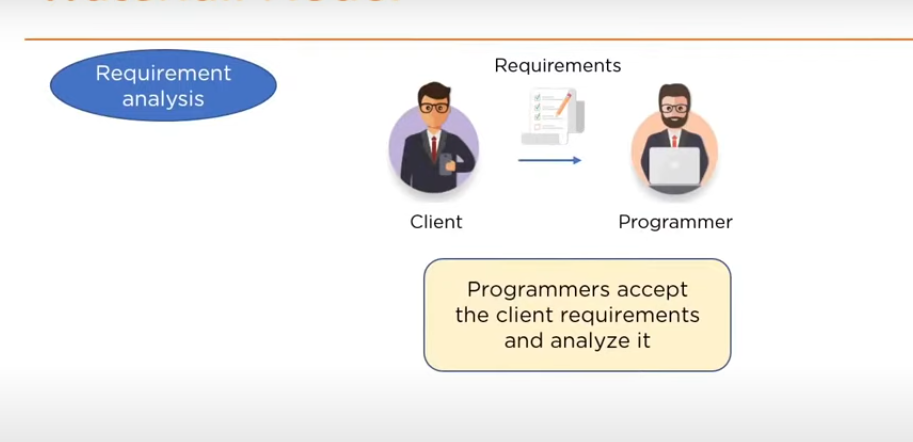 Requirement
analysis
Requirements
Client
Programmer
Programmers accept
the client requirements
and analyze it